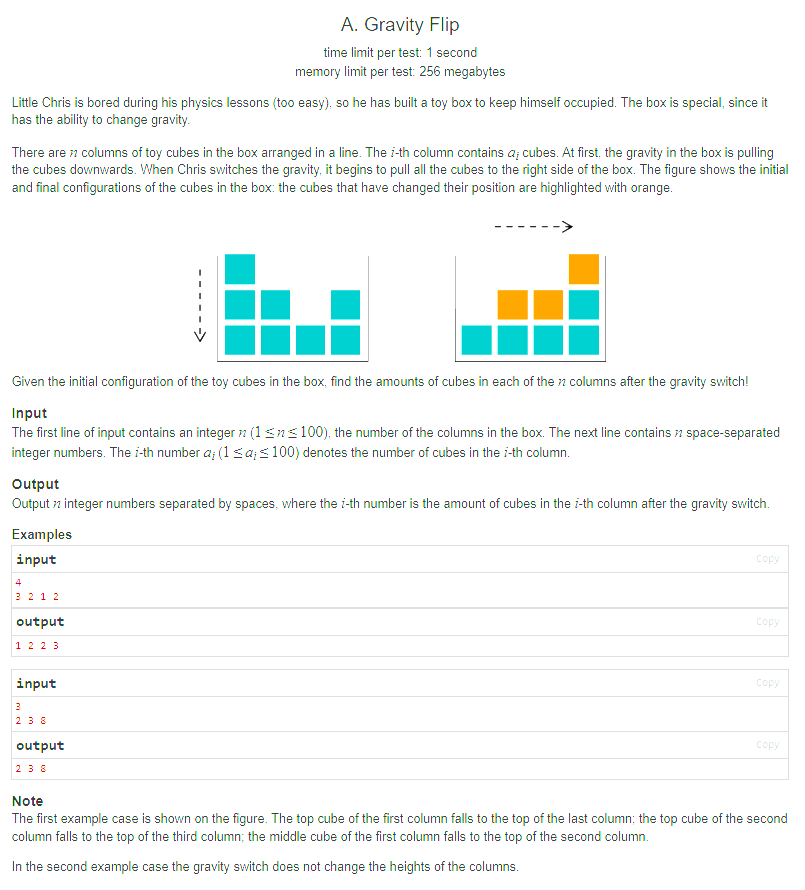 A. Gravity Flip
time limit per test: 1 second
memory limit per test: 256 megabytes
Little Chris is bored during his physics lessons (too easy), so he has built a toy box to keep himself occupied. The box is special, since it
has the ability to change gravity.
There are n columns of toy cubes in the box arranged in a line. The i-th column contains aᵢ cubes. At first, the gravity in the box is pulling
the cubes downwards. When Chris switches the gravity, it begins to pull all the cubes to the right side of the box. The figure shows the initial
and final configurations of the cubes in the box: the cubes that have changed their position are highlighted with orange.
Given the initial configuration of the toy cubes in the box, find the amounts of cubes in each of the n columns after the gravity switch!
Input
The first line of input contains an integer n (1 ≤ n ≤ 100), the number of the columns in the box. The next line contains n space-separated
integer numbers. The i-th number aᵢ (1 ≤ aᵢ ≤ 100) denotes the number of cubes in the i-th column.
Output
Output n integer numbers separated by spaces, where the i-th number is the amount of cubes in the i-th column after the gravity switch.
Examples
input Copy
4
3 2 1 2
output Copy
1 2 2 3
input Copy
3
2 3 8
output Copy
2 3 8
Note
The first example case is shown on the figure. The top cube of the first column falls to the top of the last column; the top cube of the second
column falls to the top of the third column; the middle cube of the first column falls to the top of the second column.
In the second example case the gravity switch does not change the heights of the columns.